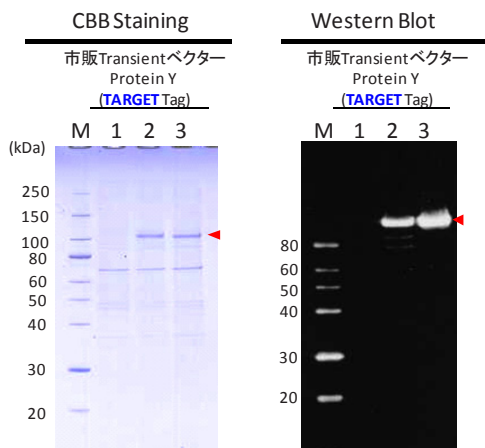 CBB Staining
市販Transientベクター
Protein Y
(TARGET Tag)
M 1 2 3
(kDa)
250
150
100
80
60
50
40
30
20
Western Blot
市販Transientベクター
Protein Y
(TARGET Tag)
M 1 2 3
80
60
50
40
30
20